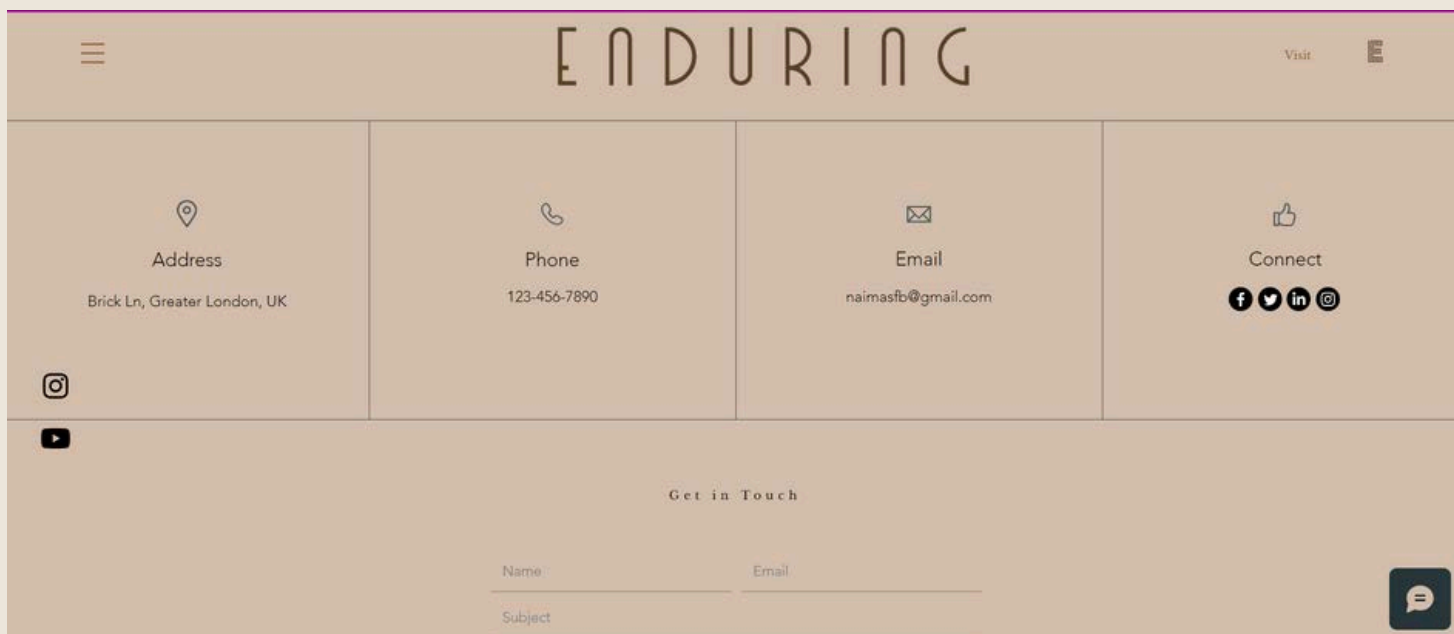 ENDURING
Visit
E
Address
Brick Ln, Greater London, UK
Phone
123-456-7890
Email
naimasfb@gmail.com
Connect
Get in Touch
Name
Email
Subject